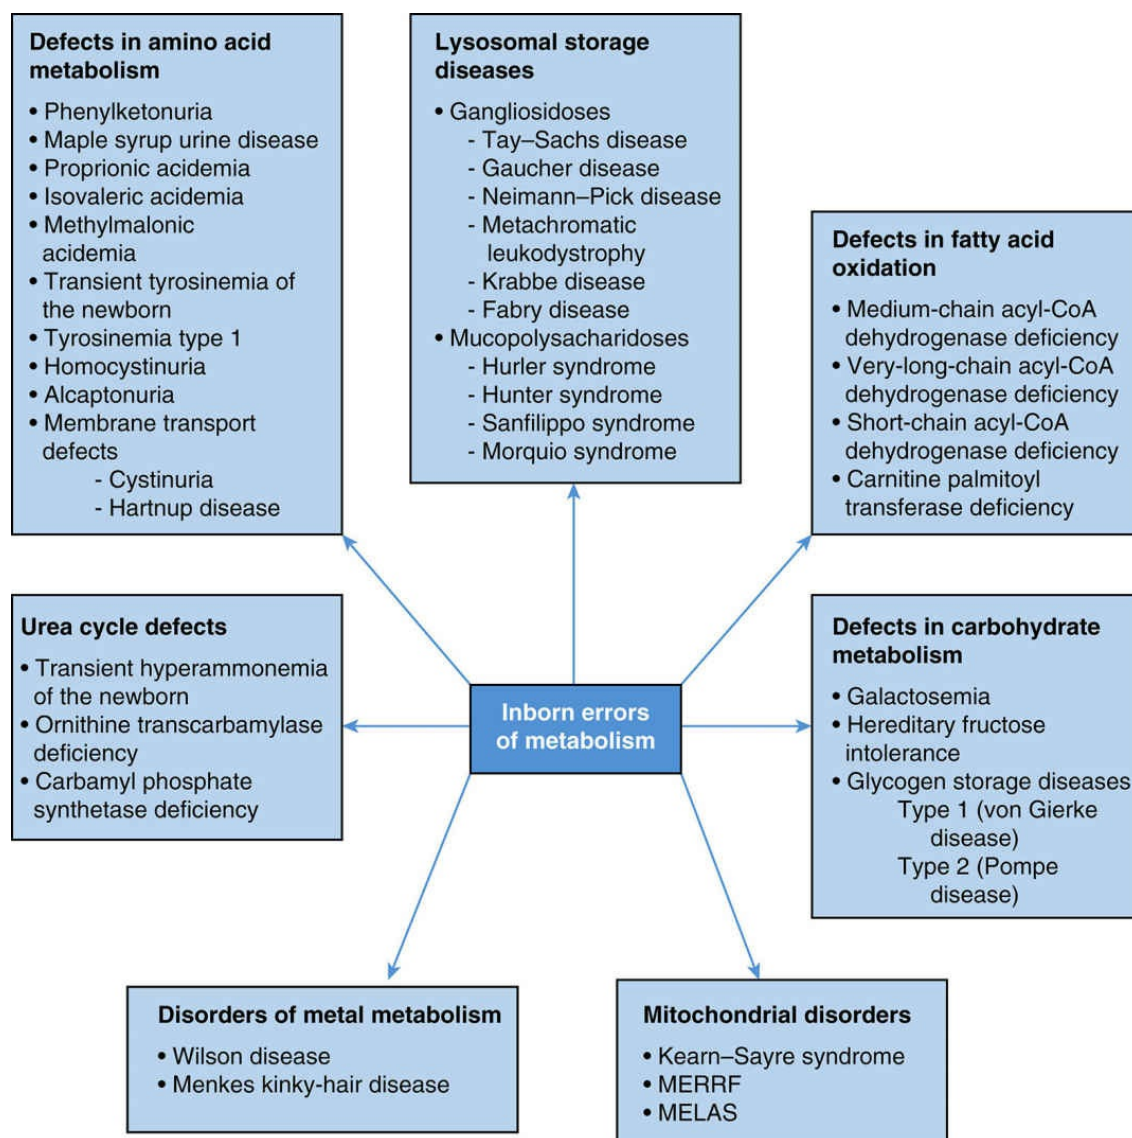 Defects in amino acid
metabolism
• Phenylketonuria
• Maple syrup urine disease
• Proprionic acidemia
• Isovaleric acidemia
• Methylmalonic
acidemia
• Transient tyrosinemia of
the newborn
• Tyrosinemia type 1
• Homocystinuria
• Alcaptonuria
• Membrane transport
defects
- Cystinuria
- Hartnup disease
Lysosomal storage
diseases
• Gangliosidoses
- Tay–Sachs disease
- Gaucher disease
- Neimann–Pick disease
- Metachromatic
leukodystrophy
- Krabbe disease
- Fabry disease
• Mucopolysacharidoses
- Hurler syndrome
- Hunter syndrome
- Sanfilippo syndrome
- Morquio syndrome
Defects in fatty acid
oxidation
• Medium-chain acyl-CoA
dehydrogenase deficiency
• Very-long-chain acyl-CoA
dehydrogenase deficiency
• Short-chain acyl-CoA
dehydrogenase deficiency
• Carnitine palmitoyl
transferase deficiency
Urea cycle defects
• Transient hyperammonemia
of the newborn
• Ornithine transcarbamylase
deficiency
• Carbamyl phosphate
synthetase deficiency
Inborn errors
of metabolism
Defects in carbohydrate
metabolism
• Galactosemia
• Hereditary fructose
intolerance
• Glycogen storage diseases
Type 1 (von Gierke
disease)
Type 2 (Pompe
disease)
Disorders of metal metabolism
• Wilson disease
• Menkes kinky-hair disease
Mitochondrial disorders
• Kearn–Sayre syndrome
• MERRF
• MELAS